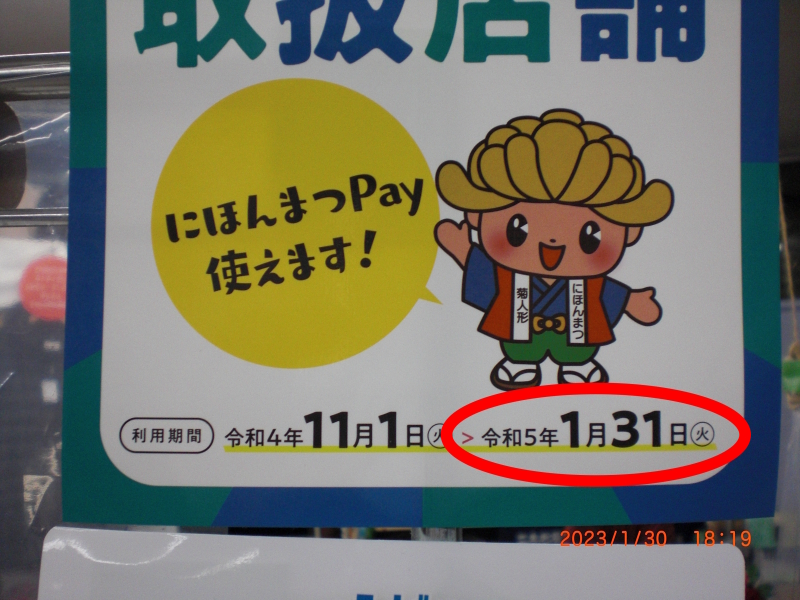 取扱店舗
にほんまつPay
使えます!
菊人形
にほんまつ
利用期間 令和4年11月1日㊋ > 令和5年1月31日㊋
2023/1/30 18:19